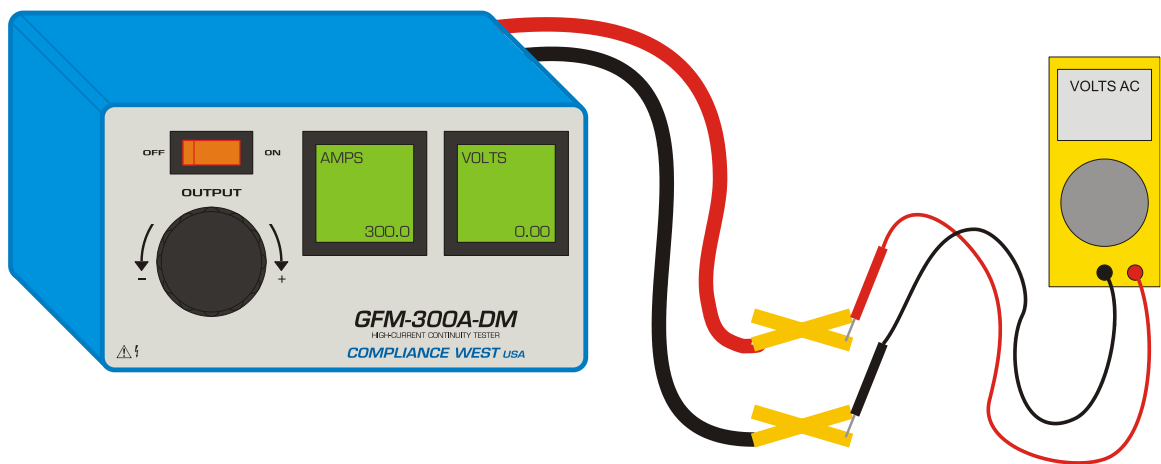 OFF
ON
OUTPUT
-
+
AMPS
300.0
VOLTS
0.00
GFM-300A-DM
HIGH-CURRENT CONTINUITY TESTER
COMPLIANCE WEST USA
VOLTS AC